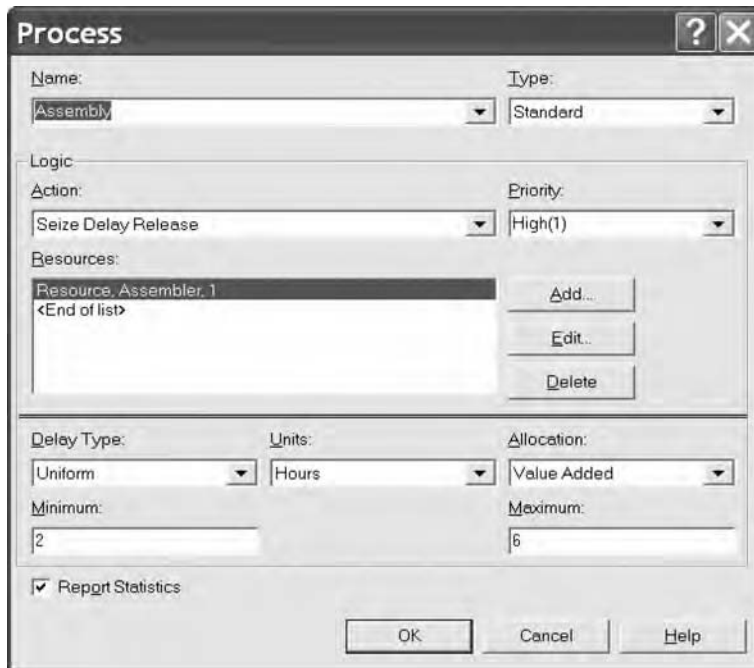 Process
Name: Type:
Assembly Standard
Logic
Action: Priority:
Seize Delay Release High(1)
Resources:
Resource, Assembler, 1
<End of list>
Add...
Edit...
Delete
Delay Type: Units: Allocation:
Uniform Hours Value Added
Minimum: Maximum:
2 6
Report Statistics
OK Cancel Help